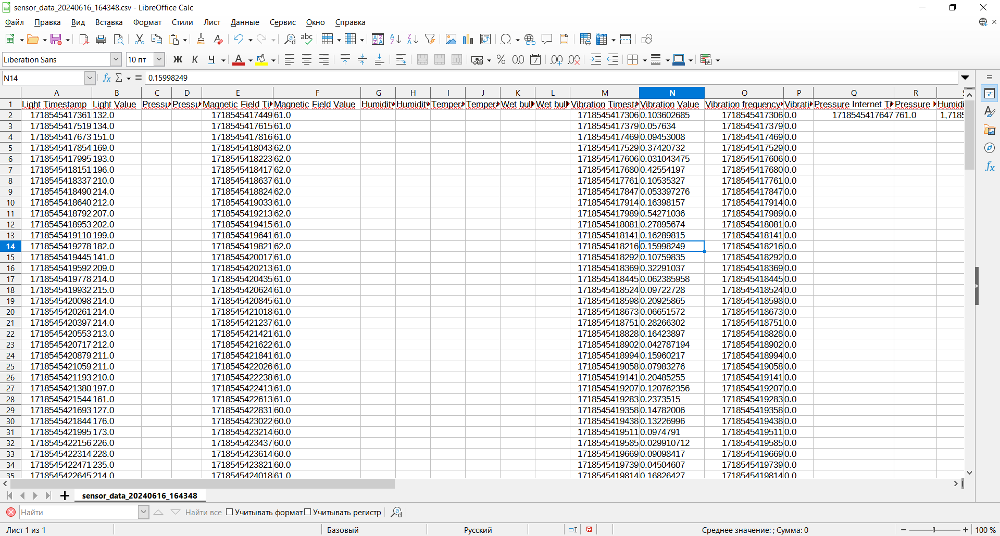 sensor_data_20240616_164348.csv - LibreOffice Calc
Файл Правка Вид Вставка Формат Стили Лист Данные Сервис Окно Справка
Liberation Sans 10 пт Ж К Ч
N14 0.15998249
A B C D E F G H I J K L M N O P Q R
1 Light Timestamp Light Value Pressu Pressu Magnetic Field Ti Magnetic Field Value Humidit Humidit Temper Temper Wet bul Wet bul Vibration Timest Vibration Value Vibration frequency Vibrati Pressure Internet Ti Pressure Humidi
2 1718545417361 132.0 1718545417449 61.0 1718545417306 0.103602685 1718545417306 0.0 1718545417647 761.0 1,7185
3 1718545417519 134.0 1718545417615 61.0 1718545417379 0.057634 1718545417379 0.0
4 1718545417673 151.0 1718545417816 61.0 1718545417469 0.09453008 1718545417469 0.0
5 1718545417854 169.0 1718545418043 62.0 1718545417529 0.37420732 1718545417529 0.0
6 1718545417995 193.0 1718545418223 62.0 1718545417606 0.031043475 1718545417606 0.0
7 1718545418151 196.0 1718545418417 62.0 1718545417680 0.42554197 1718545417680 0.0
8 1718545418337 210.0 1718545418637 61.0 1718545417761 0.10535327 1718545417761 0.0
9 1718545418490 214.0 1718545418824 62.0 1718545417847 0.053397276 1718545417847 0.0
10 1718545418640 212.0 1718545419033 61.0 1718545417914 0.16398157 1718545417914 0.0
11 1718545418792 207.0 1718545419213 62.0 1718545417989 0.54271036 1718545417989 0.0
12 1718545418953 202.0 1718545419415 61.0 1718545418081 0.27895674 1718545418081 0.0
13 1718545419110 199.0 1718545419641 61.0 1718545418141 0.16289815 1718545418141 0.0
14 1718545419278 182.0 1718545419821 62.0 1718545418216 0.15998249 1718545418216 0.0
15 1718545419445 141.0 1718545420017 61.0 1718545418292 0.10759835 1718545418292 0.0
16 1718545419592 209.0 1718545420213 61.0 1718545418369 0.32291037 1718545418369 0.0
17 1718545419778 214.0 1718545420435 61.0 1718545418445 0.062385958 1718545418445 0.0
18 1718545419932 215.0 1718545420624 61.0 1718545418524 0.09722728 1718545418524 0.0
19 1718545420098 214.0 1718545420845 61.0 1718545418598 0.20925865 1718545418598 0.0
20 1718545420261 214.0 1718545421018 61.0 1718545418673 0.06651572 1718545418673 0.0
21 1718545420397 214.0 1718545421237 61.0 1718545418751 0.28266302 1718545418751 0.0
22 1718545420553 213.0 1718545421421 61.0 1718545418828 0.16423897 1718545418828 0.0
23 1718545420717 212.0 1718545421622 61.0 1718545418902 0.042787194 1718545418902 0.0
24 1718545420879 211.0 1718545421841 61.0 1718545418994 0.15960217 1718545418994 0.0
25 1718545421059 211.0 1718545422026 61.0 1718545419058 0.07983276 1718545419058 0.0
26 1718545421193 210.0 1718545422238 61.0 1718545419141 0.20485255 1718545419141 0.0
27 1718545421380 197.0 1718545422413 61.0 1718545419207 0.120762356 1718545419207 0.0
28 1718545421544 161.0 1718545422613 61.0 1718545419283 0.2373515 1718545419283 0.0
29 1718545421693 127.0 1718545422831 60.0 1718545419358 0.14782006 1718545419358 0.0
30 1718545421844 176.0 1718545423022 60.0 1718545419438 0.13226996 1718545419438 0.0
31 1718545421995 173.0 1718545423214 60.0 1718545419511 0.0974791 1718545419511 0.0
32 1718545422156 226.0 1718545423437 60.0 1718545419585 0.029910712 1718545419585 0.0
33 1718545422314 228.0 1718545423614 60.0 1718545419669 0.09098417 1718545419669 0.0
34 1718545422471 235.0 1718545423821 60.0 1718545419739 0.04504607 1718545419739 0.0
35 1718545422645 214.0 1718545424018 61.0 1718545419814 0.16826427 1718545419814 0.0
sensor_data_20240616_164348
Найти Найти все Учитывать формат Учитывать регистр
Лист 1 из 1 Базовый Русский Среднее значение: ; Сумма: 0 100 %